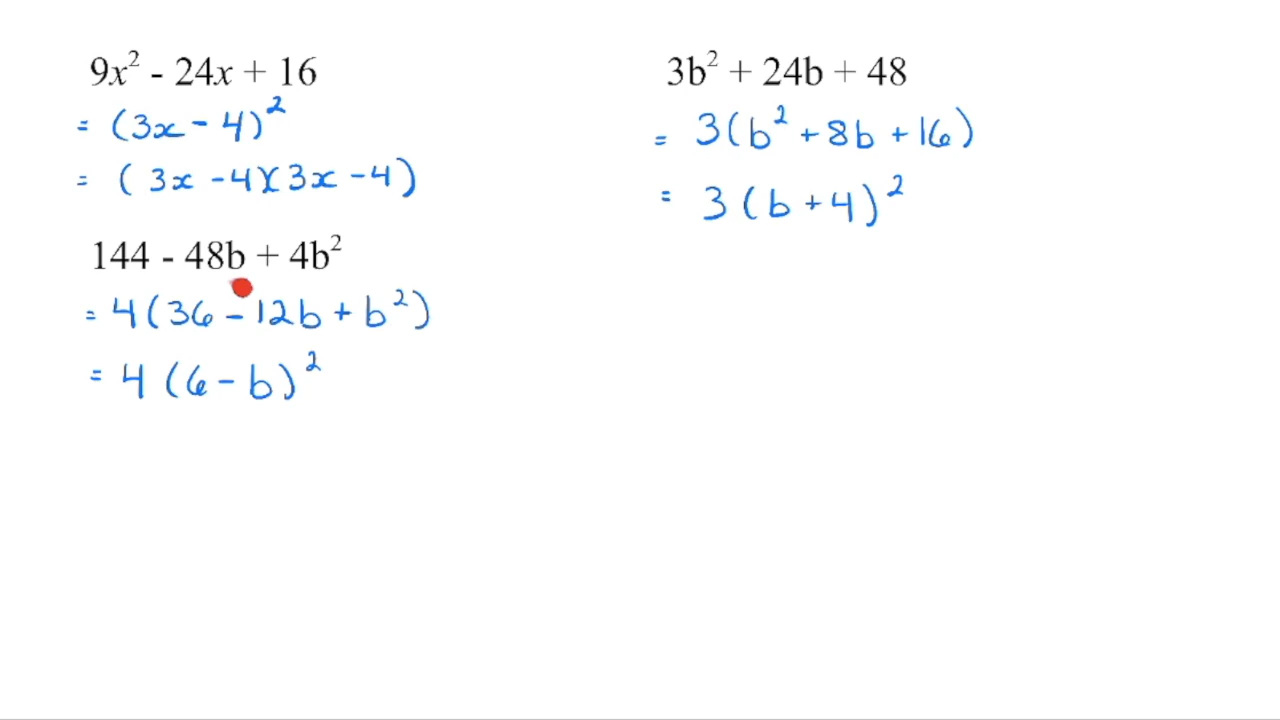 9x² - 24x + 16
= (3x - 4)²
= (3x - 4)(3x - 4)
144 - 48b + 4b²
= 4(36 - 12b + b²)
= 4(6 - b)²
3b² + 24b + 48
= 3(b² + 8b + 16)
= 3(b + 4)²